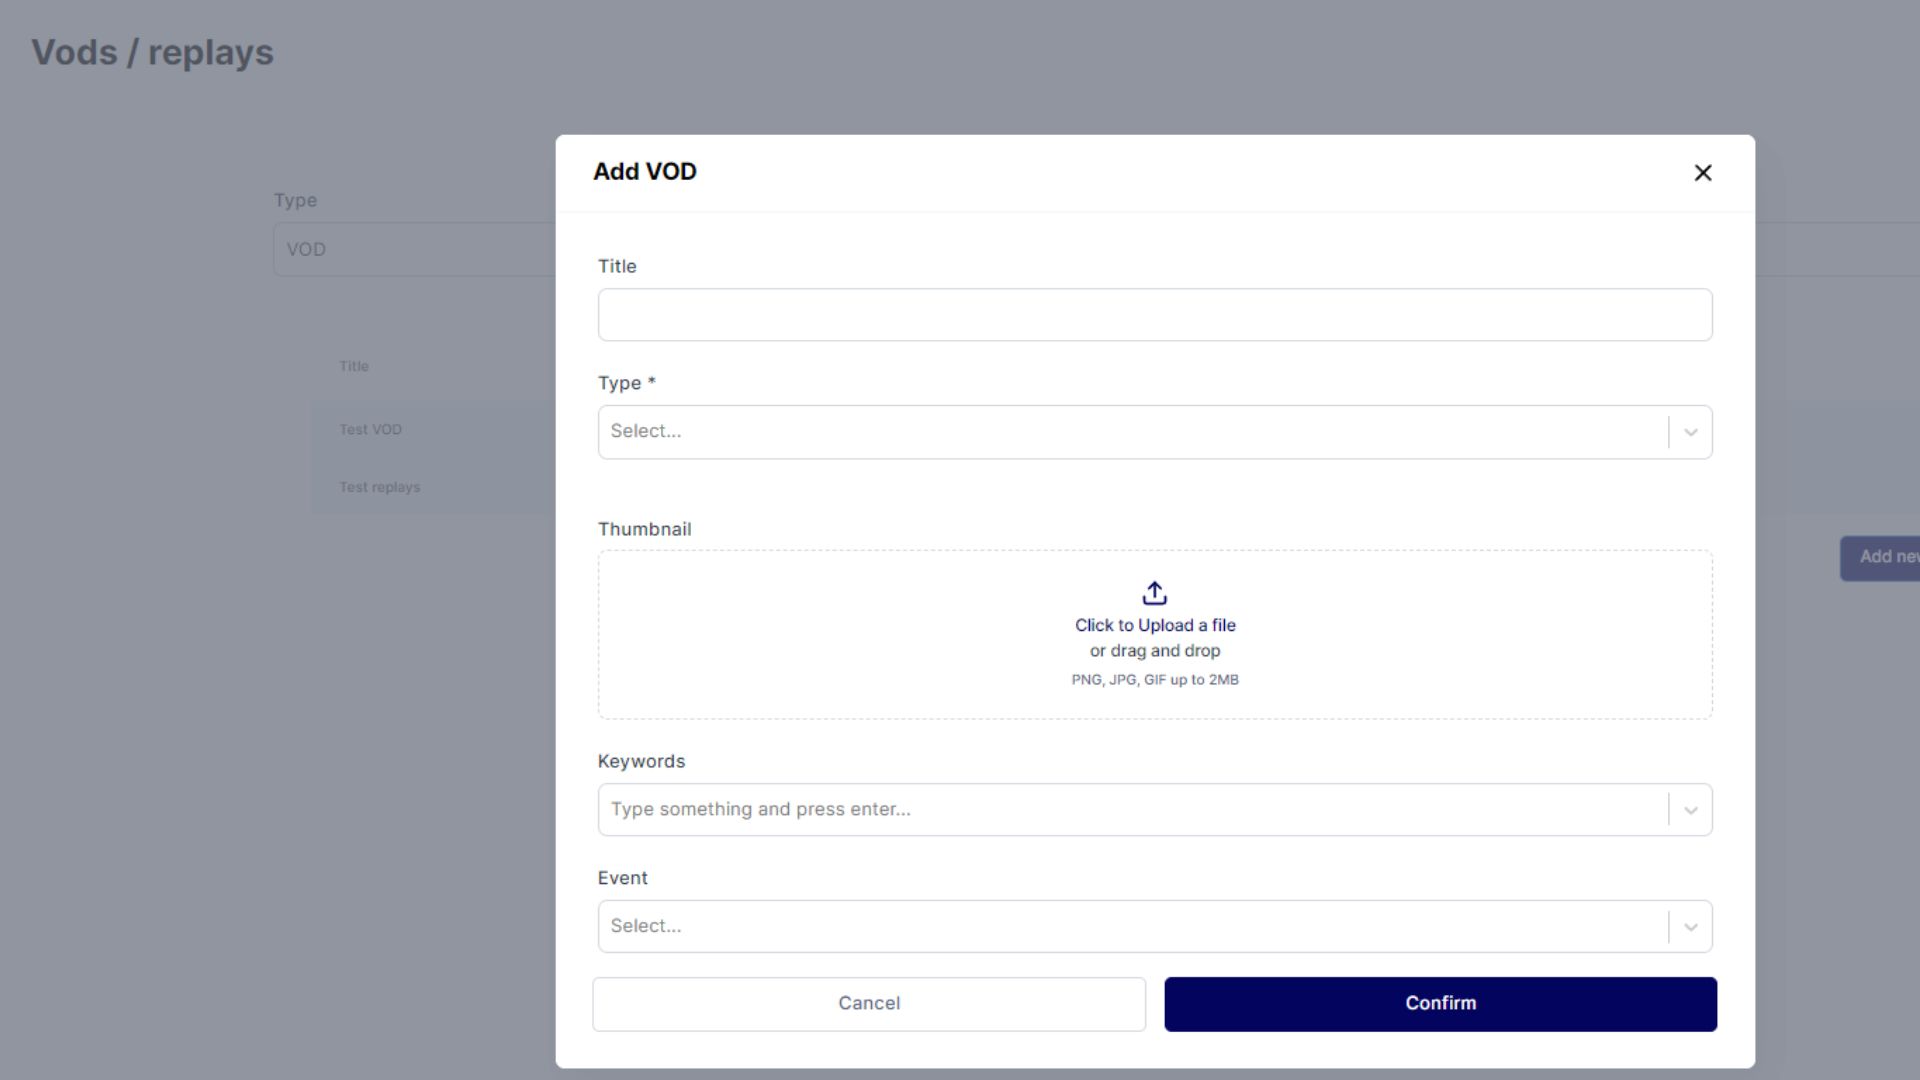 Vods / replays
Type
VOD
Title
Test VOD
Test replays
Add
Add VOD
Title
Type *
Select...
Thumbnail
Click to Upload a file
or drag and drop
PNG, JPG, GIF up to 2MB
Keywords
Type something and press enter...
Event
Select...
Cancel
Confirm